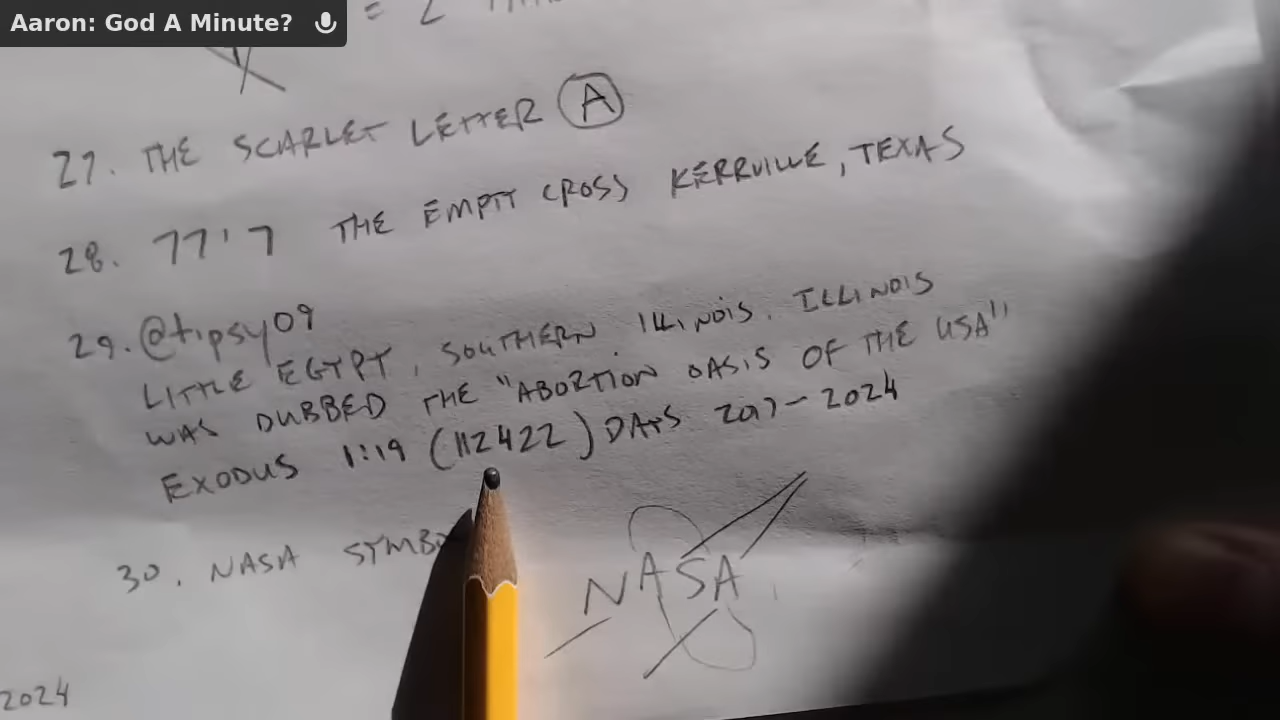 Aaron: God A Minute?
= 2
27. THE SCARLET LETTER A
28. 77'7 THE EMPTY CROSS KERRVILLE, TEXAS
29. @tipsy09
LITTLE EGYPT, SOUTHERN ILLINOIS. ILLINOIS
WAS DUBBED THE "ABORTION OASIS OF THE USA"
EXODUS 1:19 (112422) DAYS 2017-2024
30. NASA SYMBO
NASA
2024